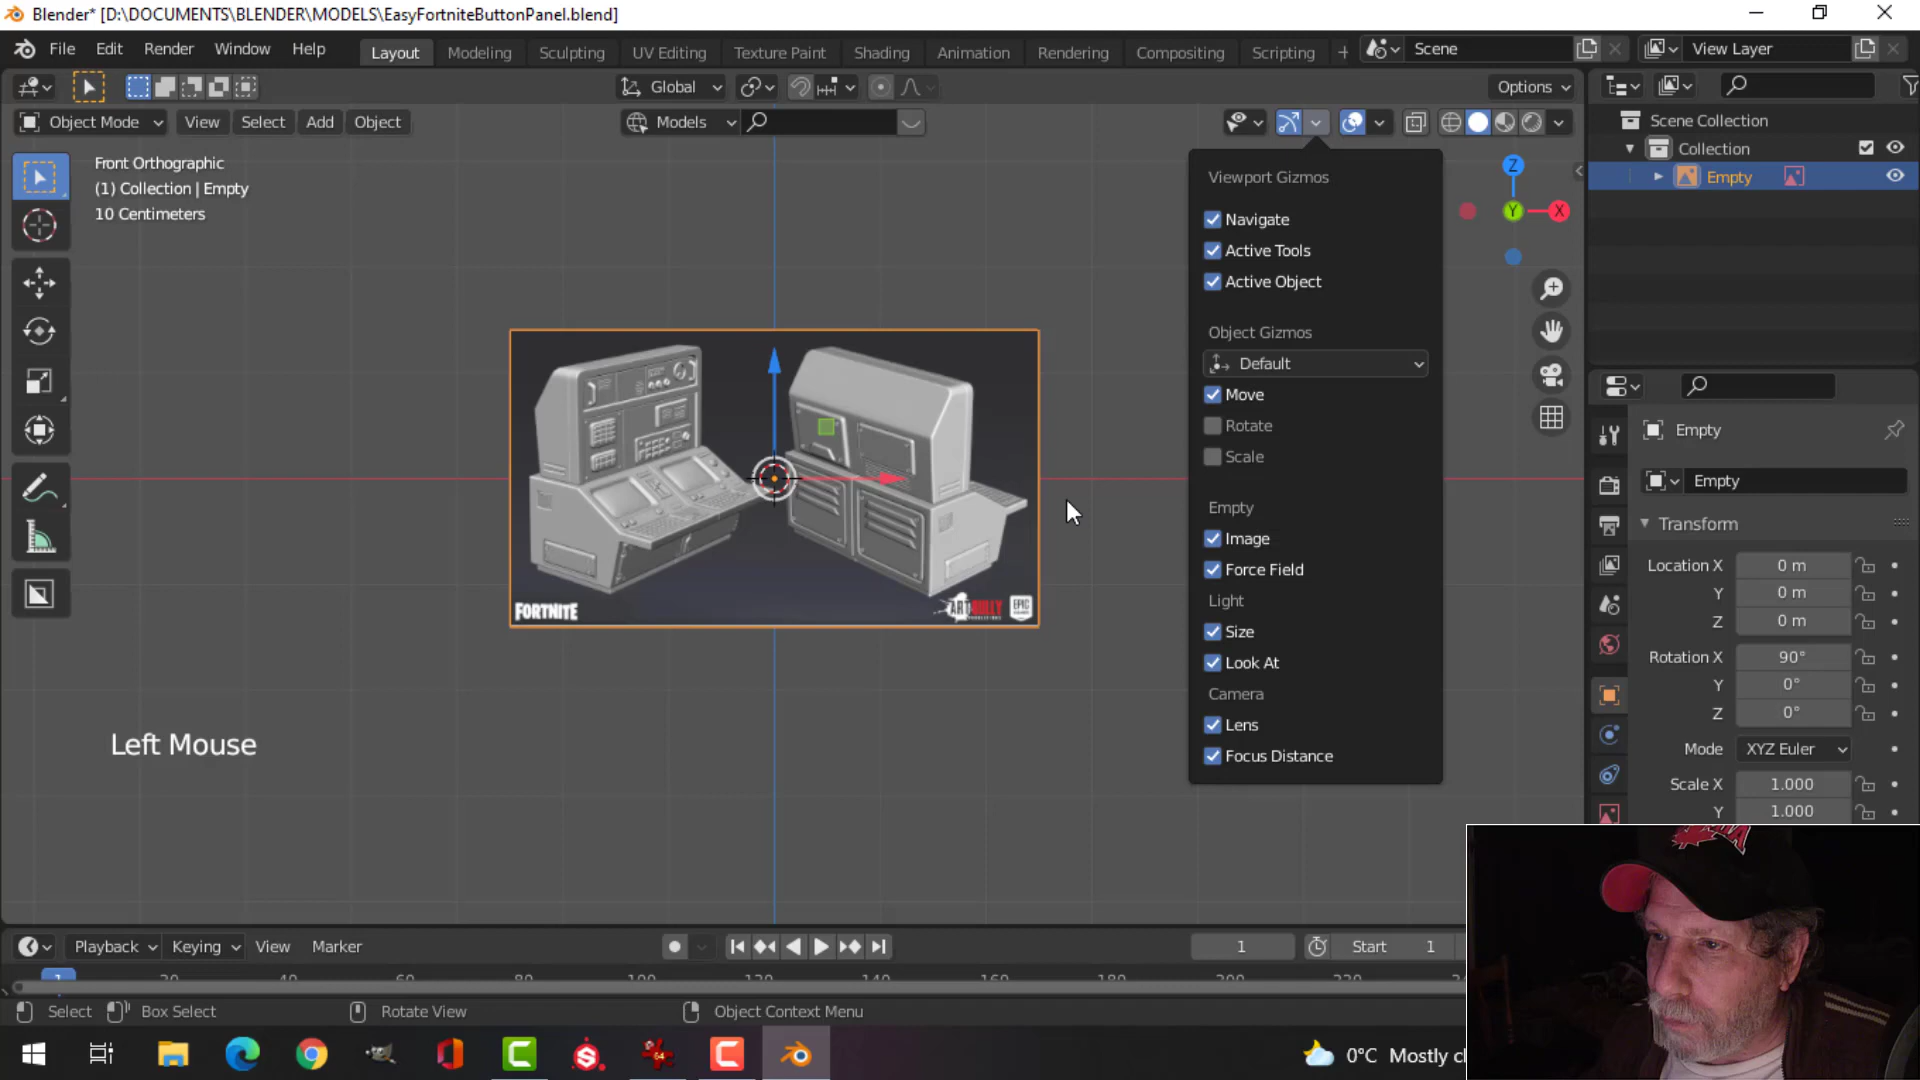 Blender* [D:\DOCUMENTS\BLENDER\MODELS\EasyFortniteButtonPanel.blend]
File Edit Render Window Help
Layout Modeling Sculpting UV Editing Texture Paint Shading Animation Rendering Compositing Scripting
Scene
View Layer
Global
Options
Object Mode
View Select Add Object
Models
Front Orthographic
(1) Collection | Empty
10 Centimeters
Z
Y
X
Viewport Gizmos
Navigate
Active Tools
Active Object
Object Gizmos
Default
Move
Rotate
Scale
Empty
Image
Force Field
Light
Size
Look At
Camera
Lens
Focus Distance
FORTNITE
EPIC
Left Mouse
Scene Collection
Collection
Empty
Empty
Empty
Transform
Location X 0 m
Y 0 m
Z 0 m
Rotation X 90°
Y 0°
Z 0°
Mode XYZ Euler
Scale X 1.000
Y 1.000
Playback Keying View Marker
1
Start 1
1
Select Box Select Rotate View Object Context Menu
0°C Mostly cl